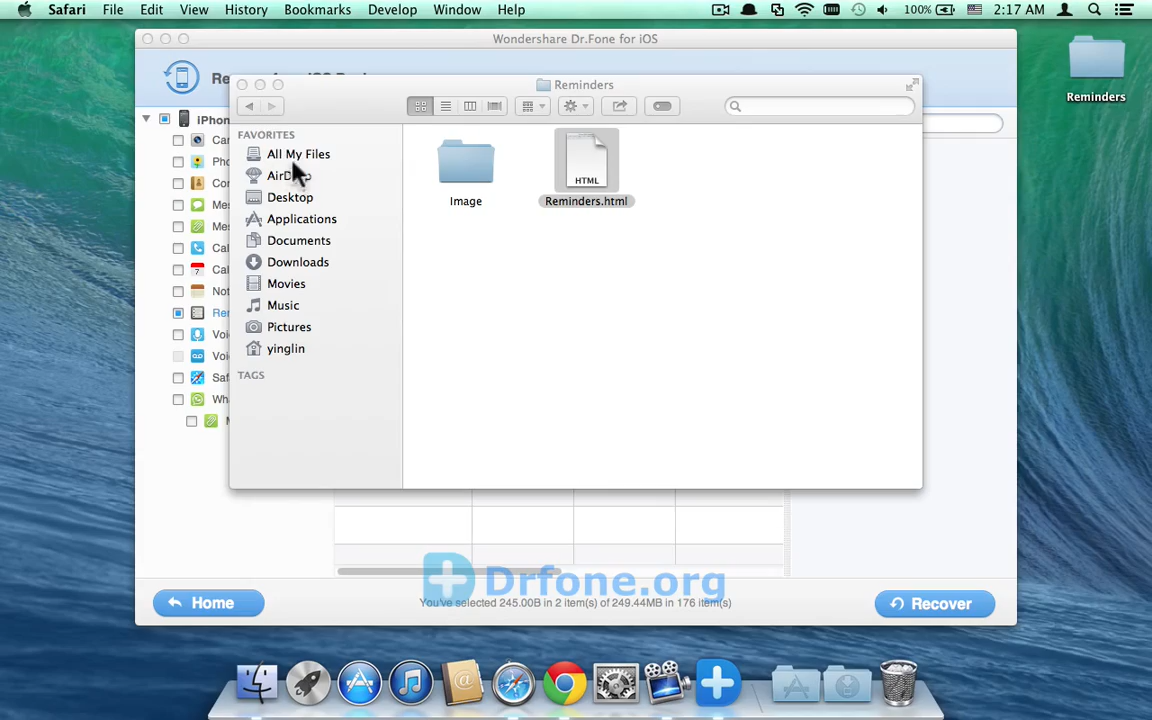 Safari File Edit View History Bookmarks Develop Window Help 100% 2:17 AM
Wondershare Dr.Fone for iOS
Reminders
Reminders
FAVORITES
All My Files
Desktop
Applications
Documents
Downloads
Movies
Music
Pictures
yinglin
TAGS
HTML
Image Reminders.html
Drfone.org
Home
You've selected 245.00B in 2 item(s) of 249.44MB in 176 item(s)
Recover